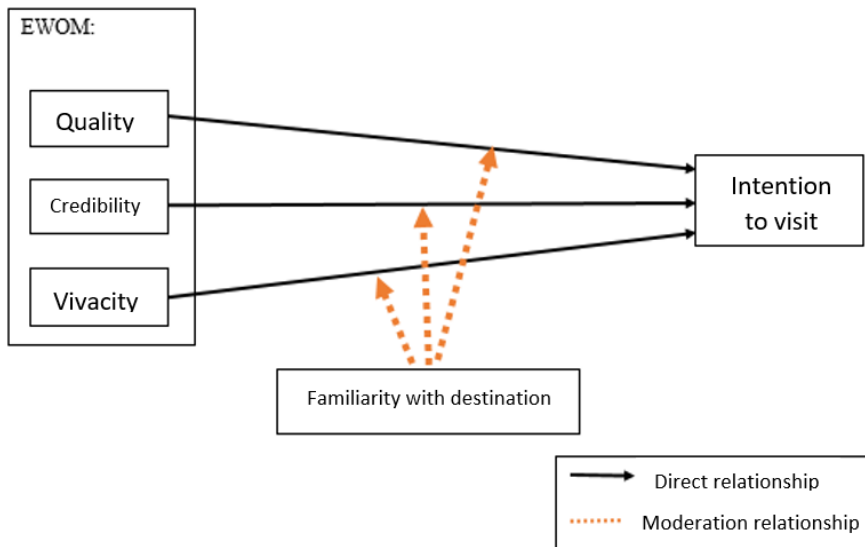 EWOM:
Quality
Credibility
Vivacity
Intention
to visit
Familiarity with destination
Direct relationship
Moderation relationship